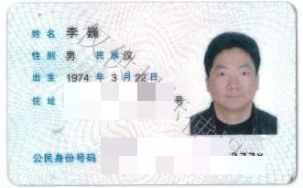 姓名 李巍
性别 男 民族 汉
出生 1974 年 3 月 22 日
住址
号
公民身份号码